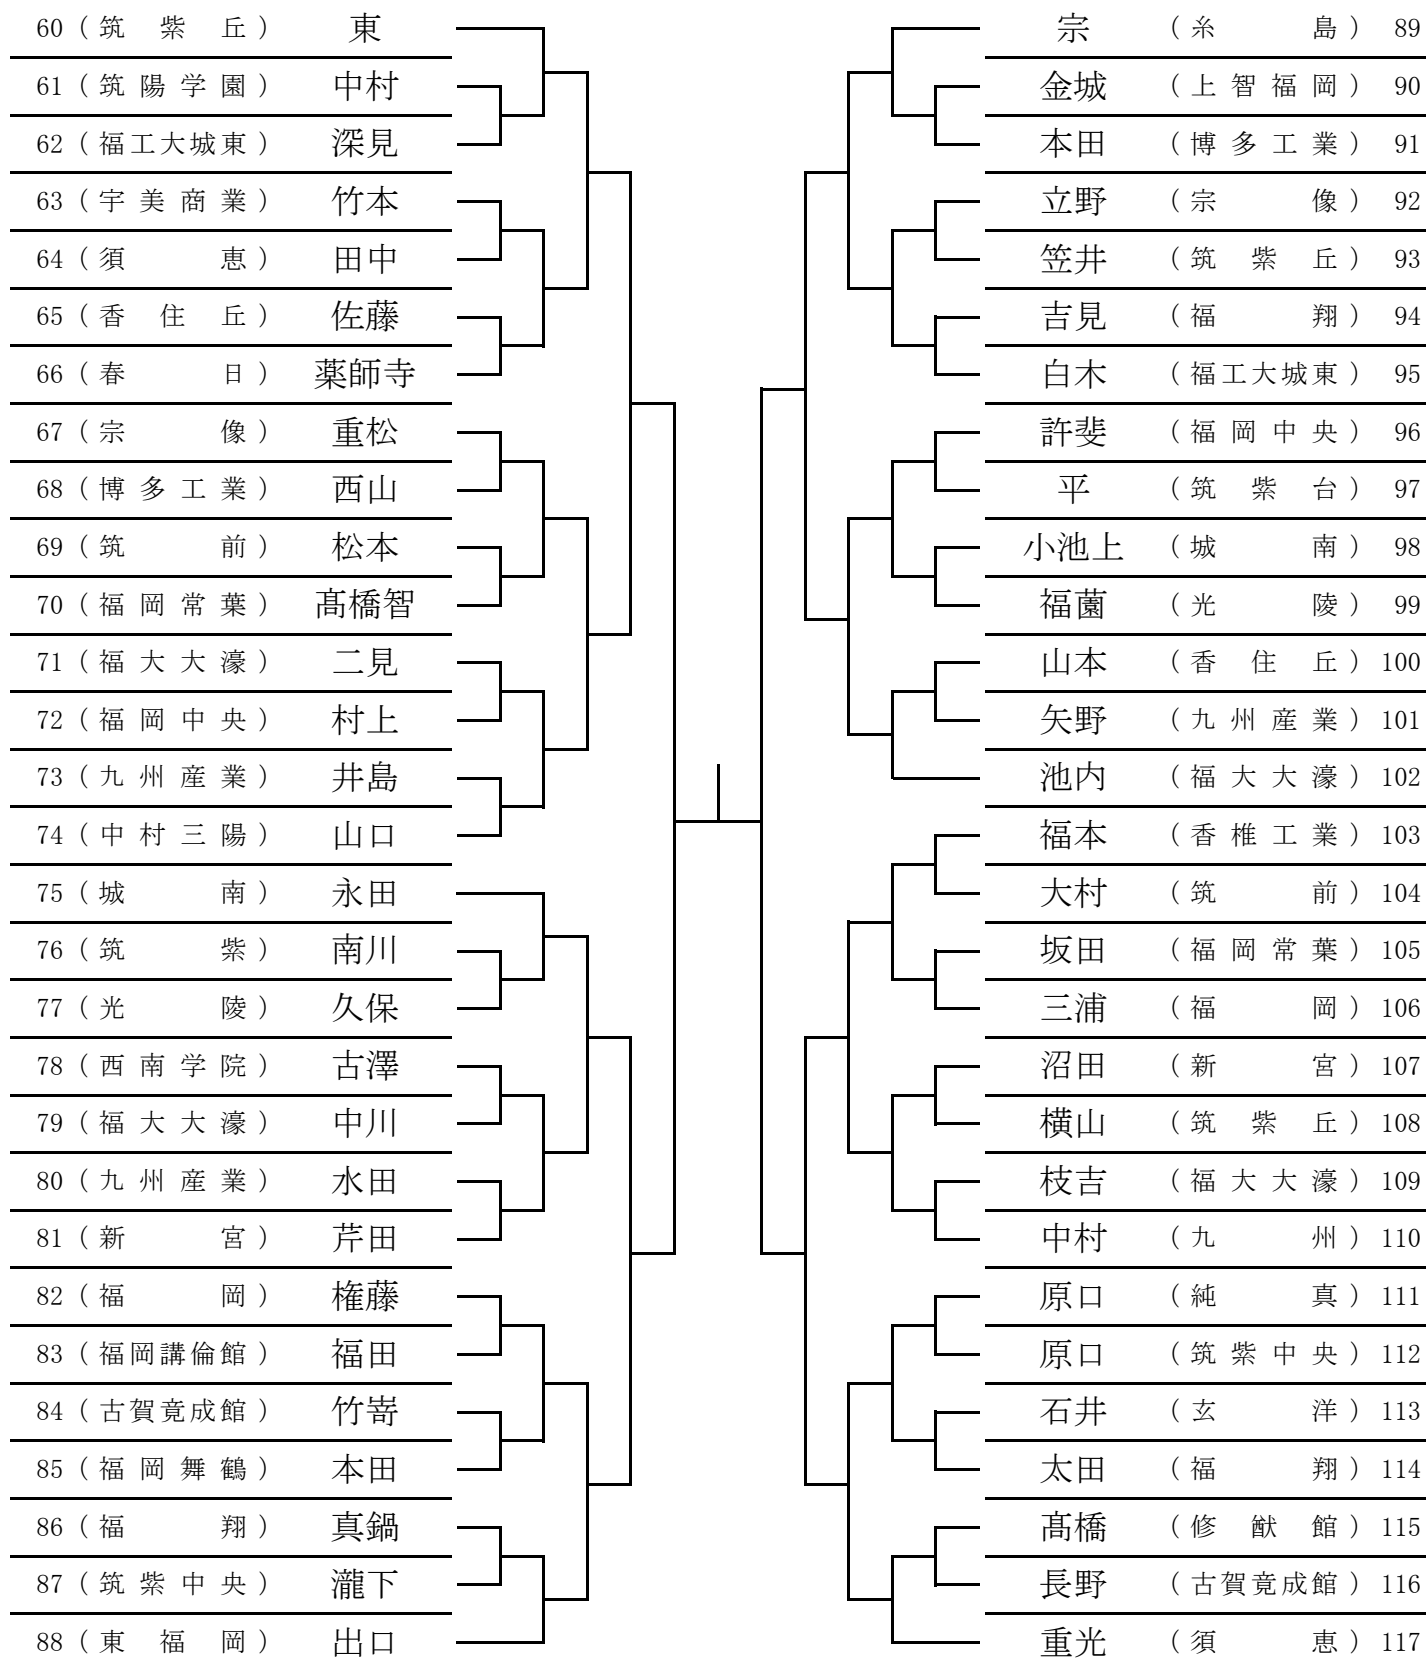 60（筑紫丘） 東
61（筑陽学園） 中村
62（福工大城東） 深見
63（宇美商業） 竹本
64（須恵） 田中
65（香住丘） 佐藤
66（春日） 薬師寺
67（宗像） 重松
68（博多工業） 西山
69（筑前） 松本
70（福岡常葉） 髙橋智
71（福大大濠） 二見
72（福岡中央） 村上
73（九州産業） 井島
74（中村三陽） 山口
75（城南） 永田
76（筑紫） 南川
77（光陵） 久保
78（西南学院） 古澤
79（福大大濠） 中川
80（九州産業） 水田
81（新宮） 芹田
82（福岡） 権藤
83（福岡講倫館） 福田
84（古賀竟成館） 竹嵜
85（福岡舞鶴） 本田
86（福翔） 真鍋
87（筑紫中央） 瀧下
88（東福岡） 出口
宗 （糸島） 89
金城 （上智福岡） 90
本田 （博多工業） 91
立野 （宗像） 92
笠井 （筑紫丘） 93
吉見 （福翔） 94
白木 （福工大城東） 95
許斐 （福岡中央） 96
平 （筑紫台） 97
小池上 （城南） 98
福薗 （光陵） 99
山本 （香住丘） 100
矢野 （九州産業） 101
池内 （福大大濠） 102
福本 （香椎工業） 103
大村 （筑前） 104
坂田 （福岡常葉） 105
三浦 （福岡） 106
沼田 （新宮） 107
横山 （筑紫丘） 108
枝吉 （福大大濠） 109
中村 （九州） 110
原口 （純真） 111
原口 （筑紫中央） 112
石井 （玄洋） 113
太田 （福翔） 114
髙橋 （修猷館） 115
長野 （古賀竟成館） 116
重光 （須恵） 117